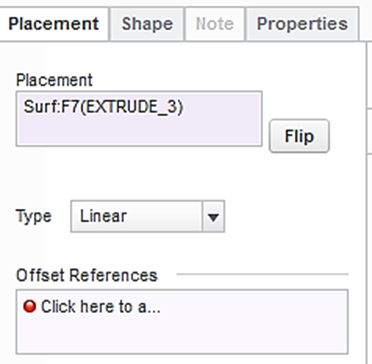 Placement Shape Note Properties
Placement
Surf:F7(EXTRUDE_3)
Flip
Type Linear
Offset References
Click here to a...